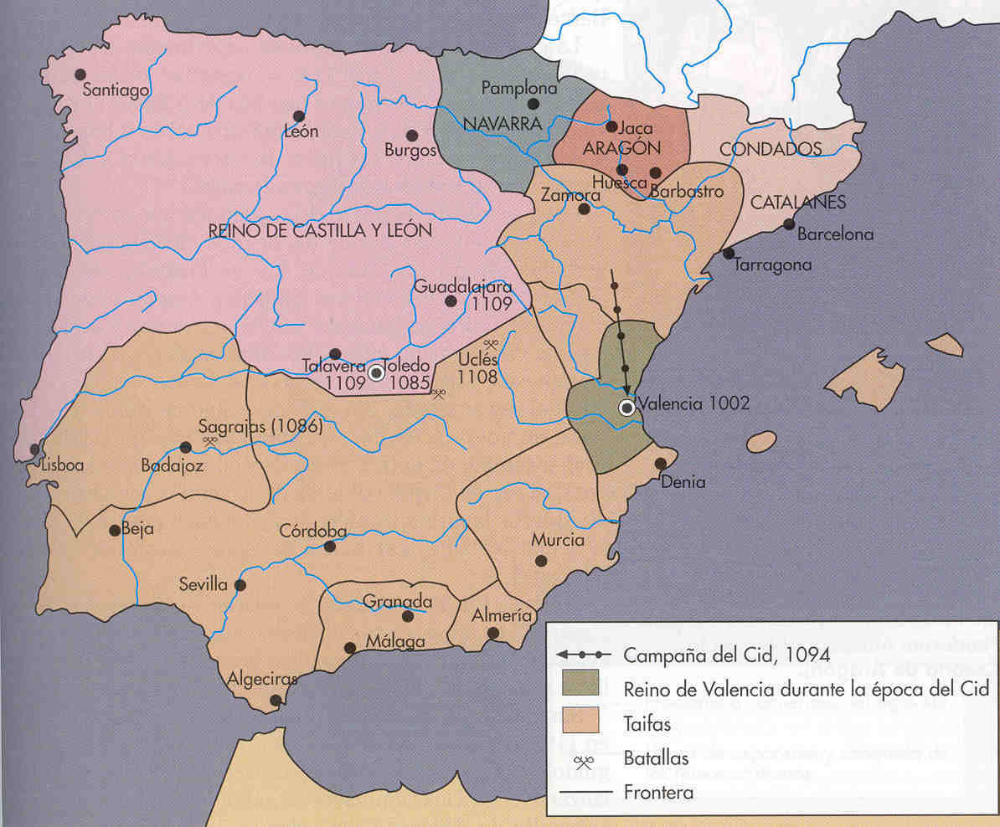 Santiago
León
Burgos
Pamplona
NAVARRA
Jaca
ARAGÓN
Huesca
Barbastro
CONDADOS
CATALANES
Zamora
Barcelona
Tarragona
REINO DE CASTILLA Y LEÓN
Guadalajara
1109
Talavera
1109
Toledo
1085
Uclés
1108
Valencia 1002
Sagrajas (1086)
Lisboa
Badajoz
Denia
Beja
Córdoba
Murcia
Sevilla
Granada
Almería
Málaga
Algeciras
Campaña del Cid, 1094
Reino de Valencia durante la época del Cid
Taifas
Batallas
Frontera